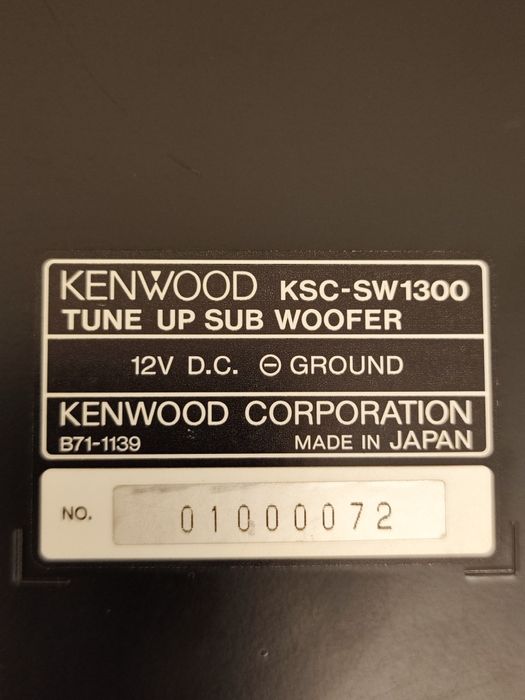 KENWOOD KSC-SW1300
TUNE UP SUB WOOFER
12V D.C. ⊖ GROUND
KENWOOD CORPORATION
B71-1139 MADE IN JAPAN
NO. 01000072